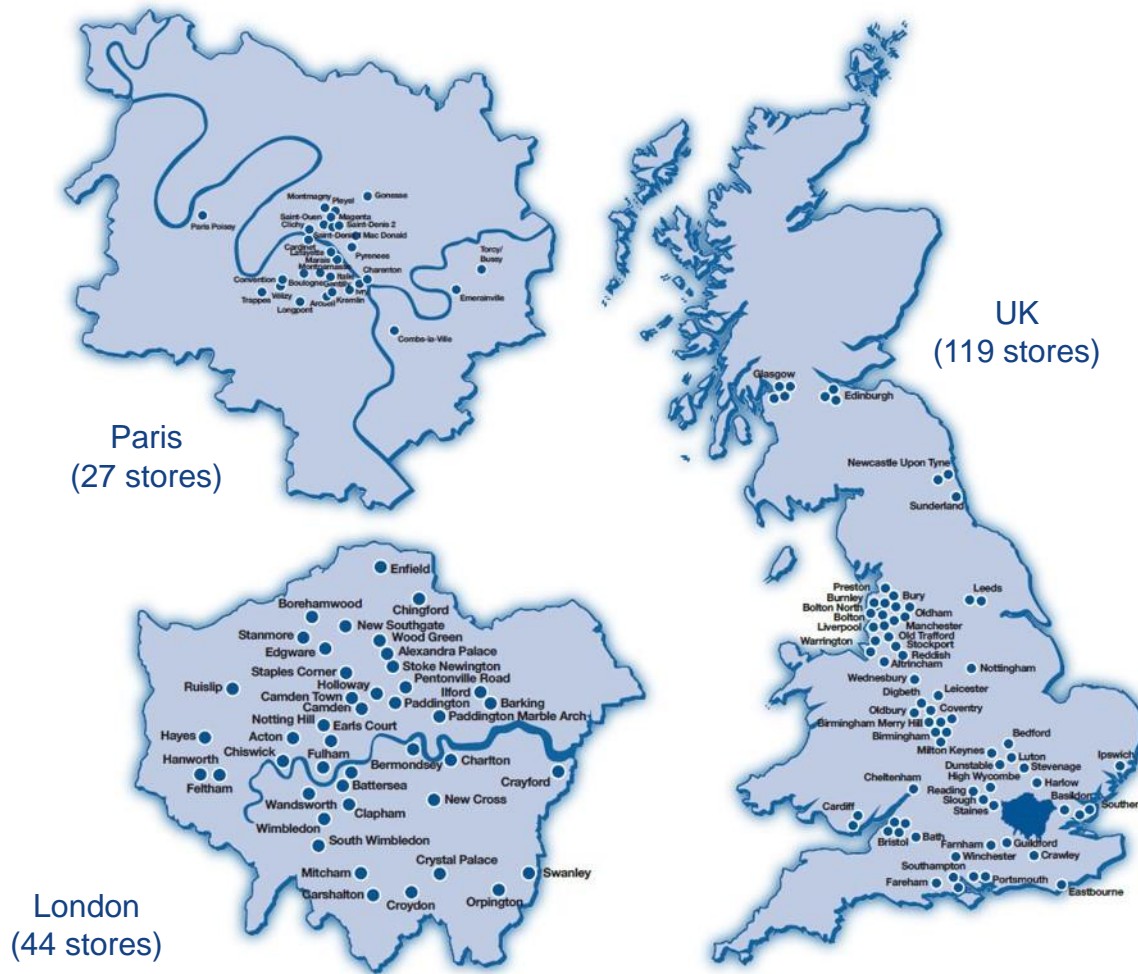 Gonesse
Montmagny
Pleyel
Saint-Ouen
Magenta
Clichy
Saint-Denis 2
Paris Poissy
Saint-Denis 1
Mac Donald
Cardinet
Lafayette
Pyrenees
Marais
Montparnasse
Charenton
Torcy/
Bussy
Convention
Boulogne
Italie
Gentilly
Ivry
Emerainville
Trappes
Velizy
Arcueil
Kremlin
Longpont
Combs-la-Ville
Paris
(27 stores)
UK
(119 stores)
Glasgow
Edinburgh
Newcastle Upon Tyne
Sunderland
Preston
Burnley
Bury
Leeds
Bolton North
Oldham
Bolton
Manchester
Liverpool
Old Trafford
Warrington
Stockport
Reddish
Altrincham
Nottingham
Wednesbury
Digbeth
Leicester
Oldbury
Coventry
Birmingham Merry Hill
Birmingham
Bedford
Milton Keynes
Luton
Ipswich
Dunstable
Stevenage
Cheltenham
High Wycombe
Harlow
Reading
Basildon
Cardiff
Slough
Southen
Staines
Bristol
Bath
Farnham
Guildford
Winchester
Crawley
Southampton
Fareham
Portsmouth
Eastbourne
Enfield
Chingford
Borehamwood
New Southgate
Stanmore
Wood Green
Edgware
Alexandra Palace
Stoke Newington
Staples Corner
Pentonville Road
Ruislip
Holloway
Ilford
Camden Town
Paddington
Barking
Camden
Paddington Marble Arch
Notting Hill
Earls Court
Hayes
Acton
Chiswick
Fulham
Hanworth
Bermondsey
Charlton
Crayford
Feltham
Battersea
Wandsworth
New Cross
Clapham
Wimbledon
South Wimbledon
Crystal Palace
Mitcham
Swanley
Carshalton
Croydon
Orpington
London
(44 stores)